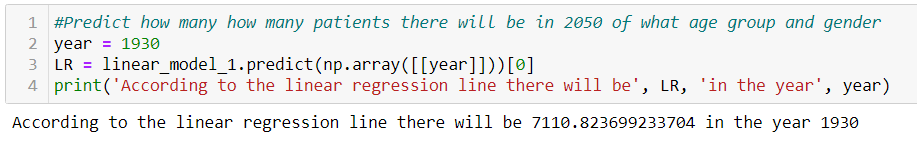 1 #Predict how many how many patients there will be in 2050 of what age group and gender
2 year = 1930
3 LR = linear_model_1.predict(np.array([[year]]))[0]
4 print('According to the linear regression line there will be', LR, 'in the year', year)
According to the linear regression line there will be 7110.823699233704 in the year 1930